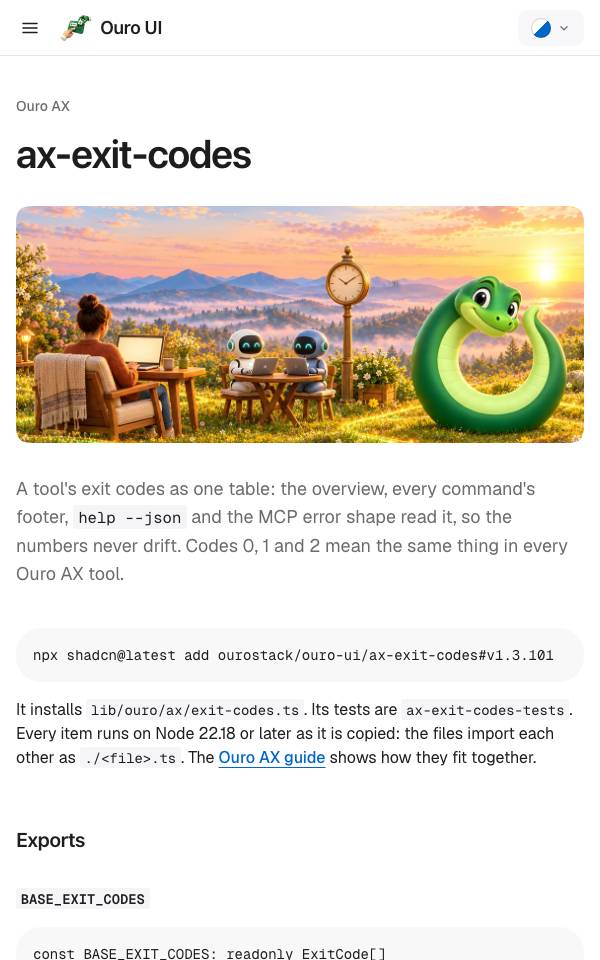 Ouro UI
Ouro AX
ax-exit-codes
A tool's exit codes as one table: the overview, every command's
footer, help --json and the MCP error shape read it, so the
numbers never drift. Codes 0, 1 and 2 mean the same thing in every
Ouro AX tool.
npx shadcn@latest add ourostack/ouro-ui/ax-exit-codes#v1.3.101
It installs lib/ouro/ax/exit-codes.ts. Its tests are ax-exit-codes-tests.
Every item runs on Node 22.18 or later as it is copied: the files import each
other as ./<file>.ts. The Ouro AX guide shows how they fit together.
Exports
BASE_EXIT_CODES
const BASE_EXIT_CODES: readonly ExitCode[]